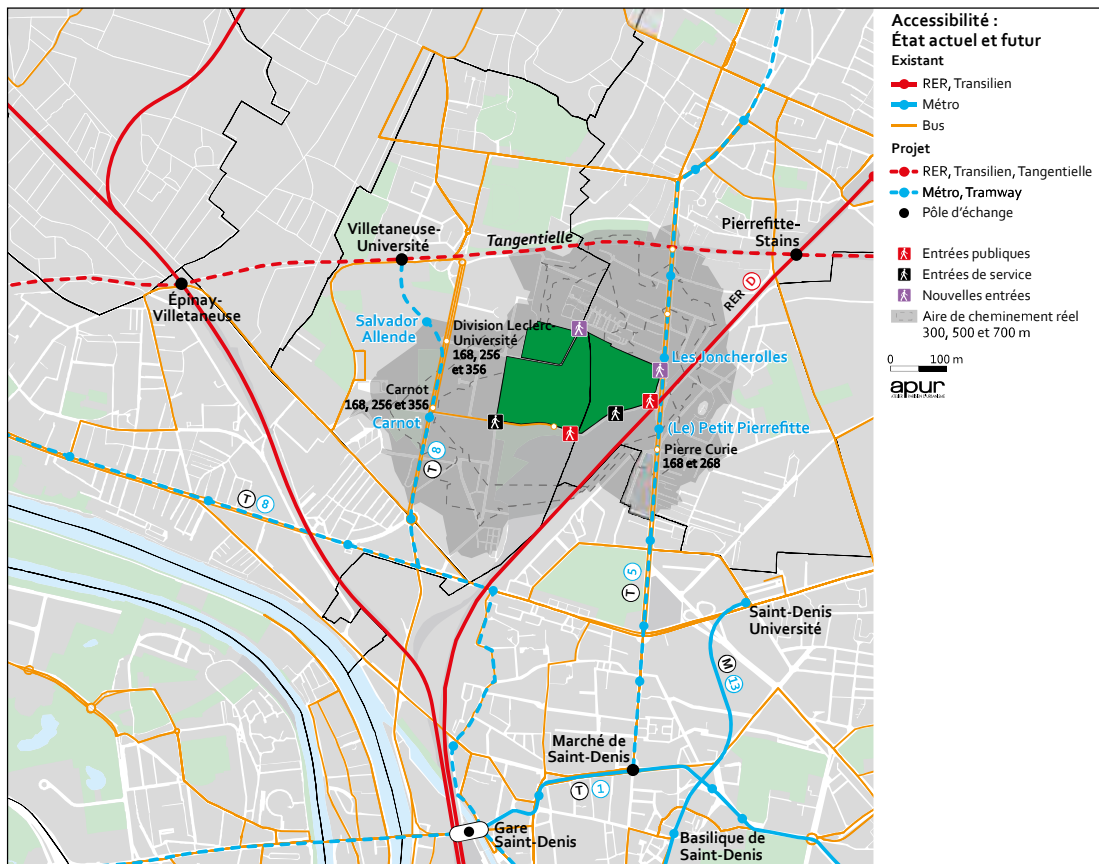 Accessibilité :
État actuel et futur
Existant
RER, Transilien
Métro
Bus
Projet
RER, Transilien, Tangentielle
Métro, Tramway
Pôle d'échange
Entrées publiques
Entrées de service
Nouvelles entrées
Aire de cheminement réel
300, 500 et 700 m
0 100 m
apur
Villetaneuse-
Université
Tangentielle
Pierrefitte-
Stains
Épinay-
Villetaneuse
RER D
Salvador
Allende
Division Leclerc-
Université
168, 256
et 356
Les Joncherolles
Carnot
168, 256 et 356
Carnot
(Le) Petit Pierrefitte
Pierre Curie
168 et 268
T 8
T 8
T 5
Saint-Denis
Université
M 13
Marché de
Saint-Denis
T 1
Gare
Saint-Denis
Basilique de
Saint-Denis